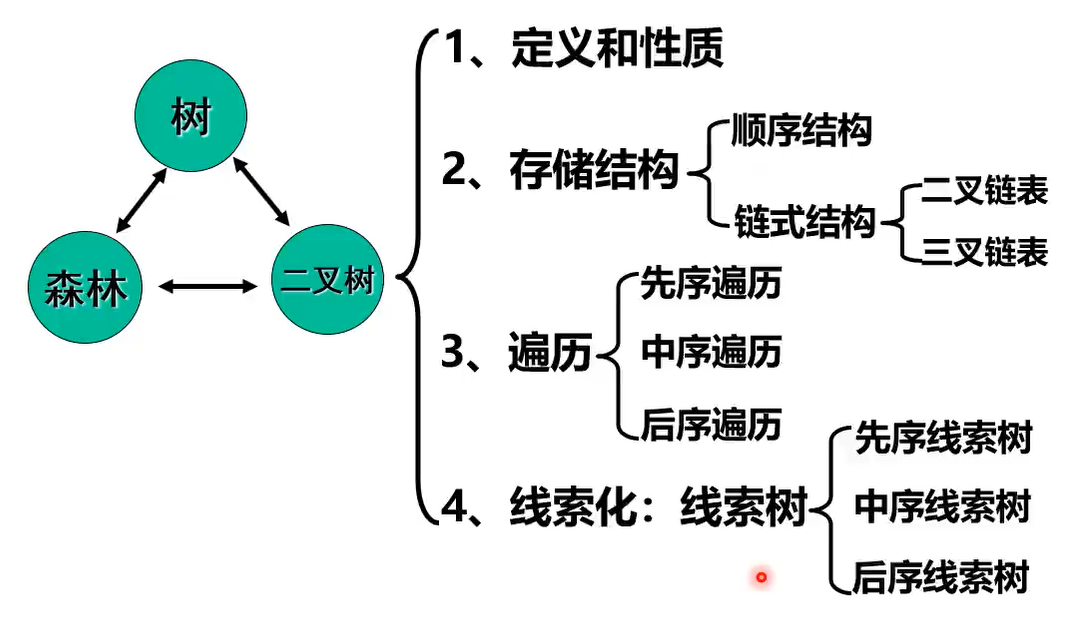 树
森林
二叉树
1、定义和性质
2、存储结构
顺序结构
链式结构
二叉链表
三叉链表
3、遍历
先序遍历
中序遍历
后序遍历
4、线索化：线索树
先序线索树
中序线索树
后序线索树